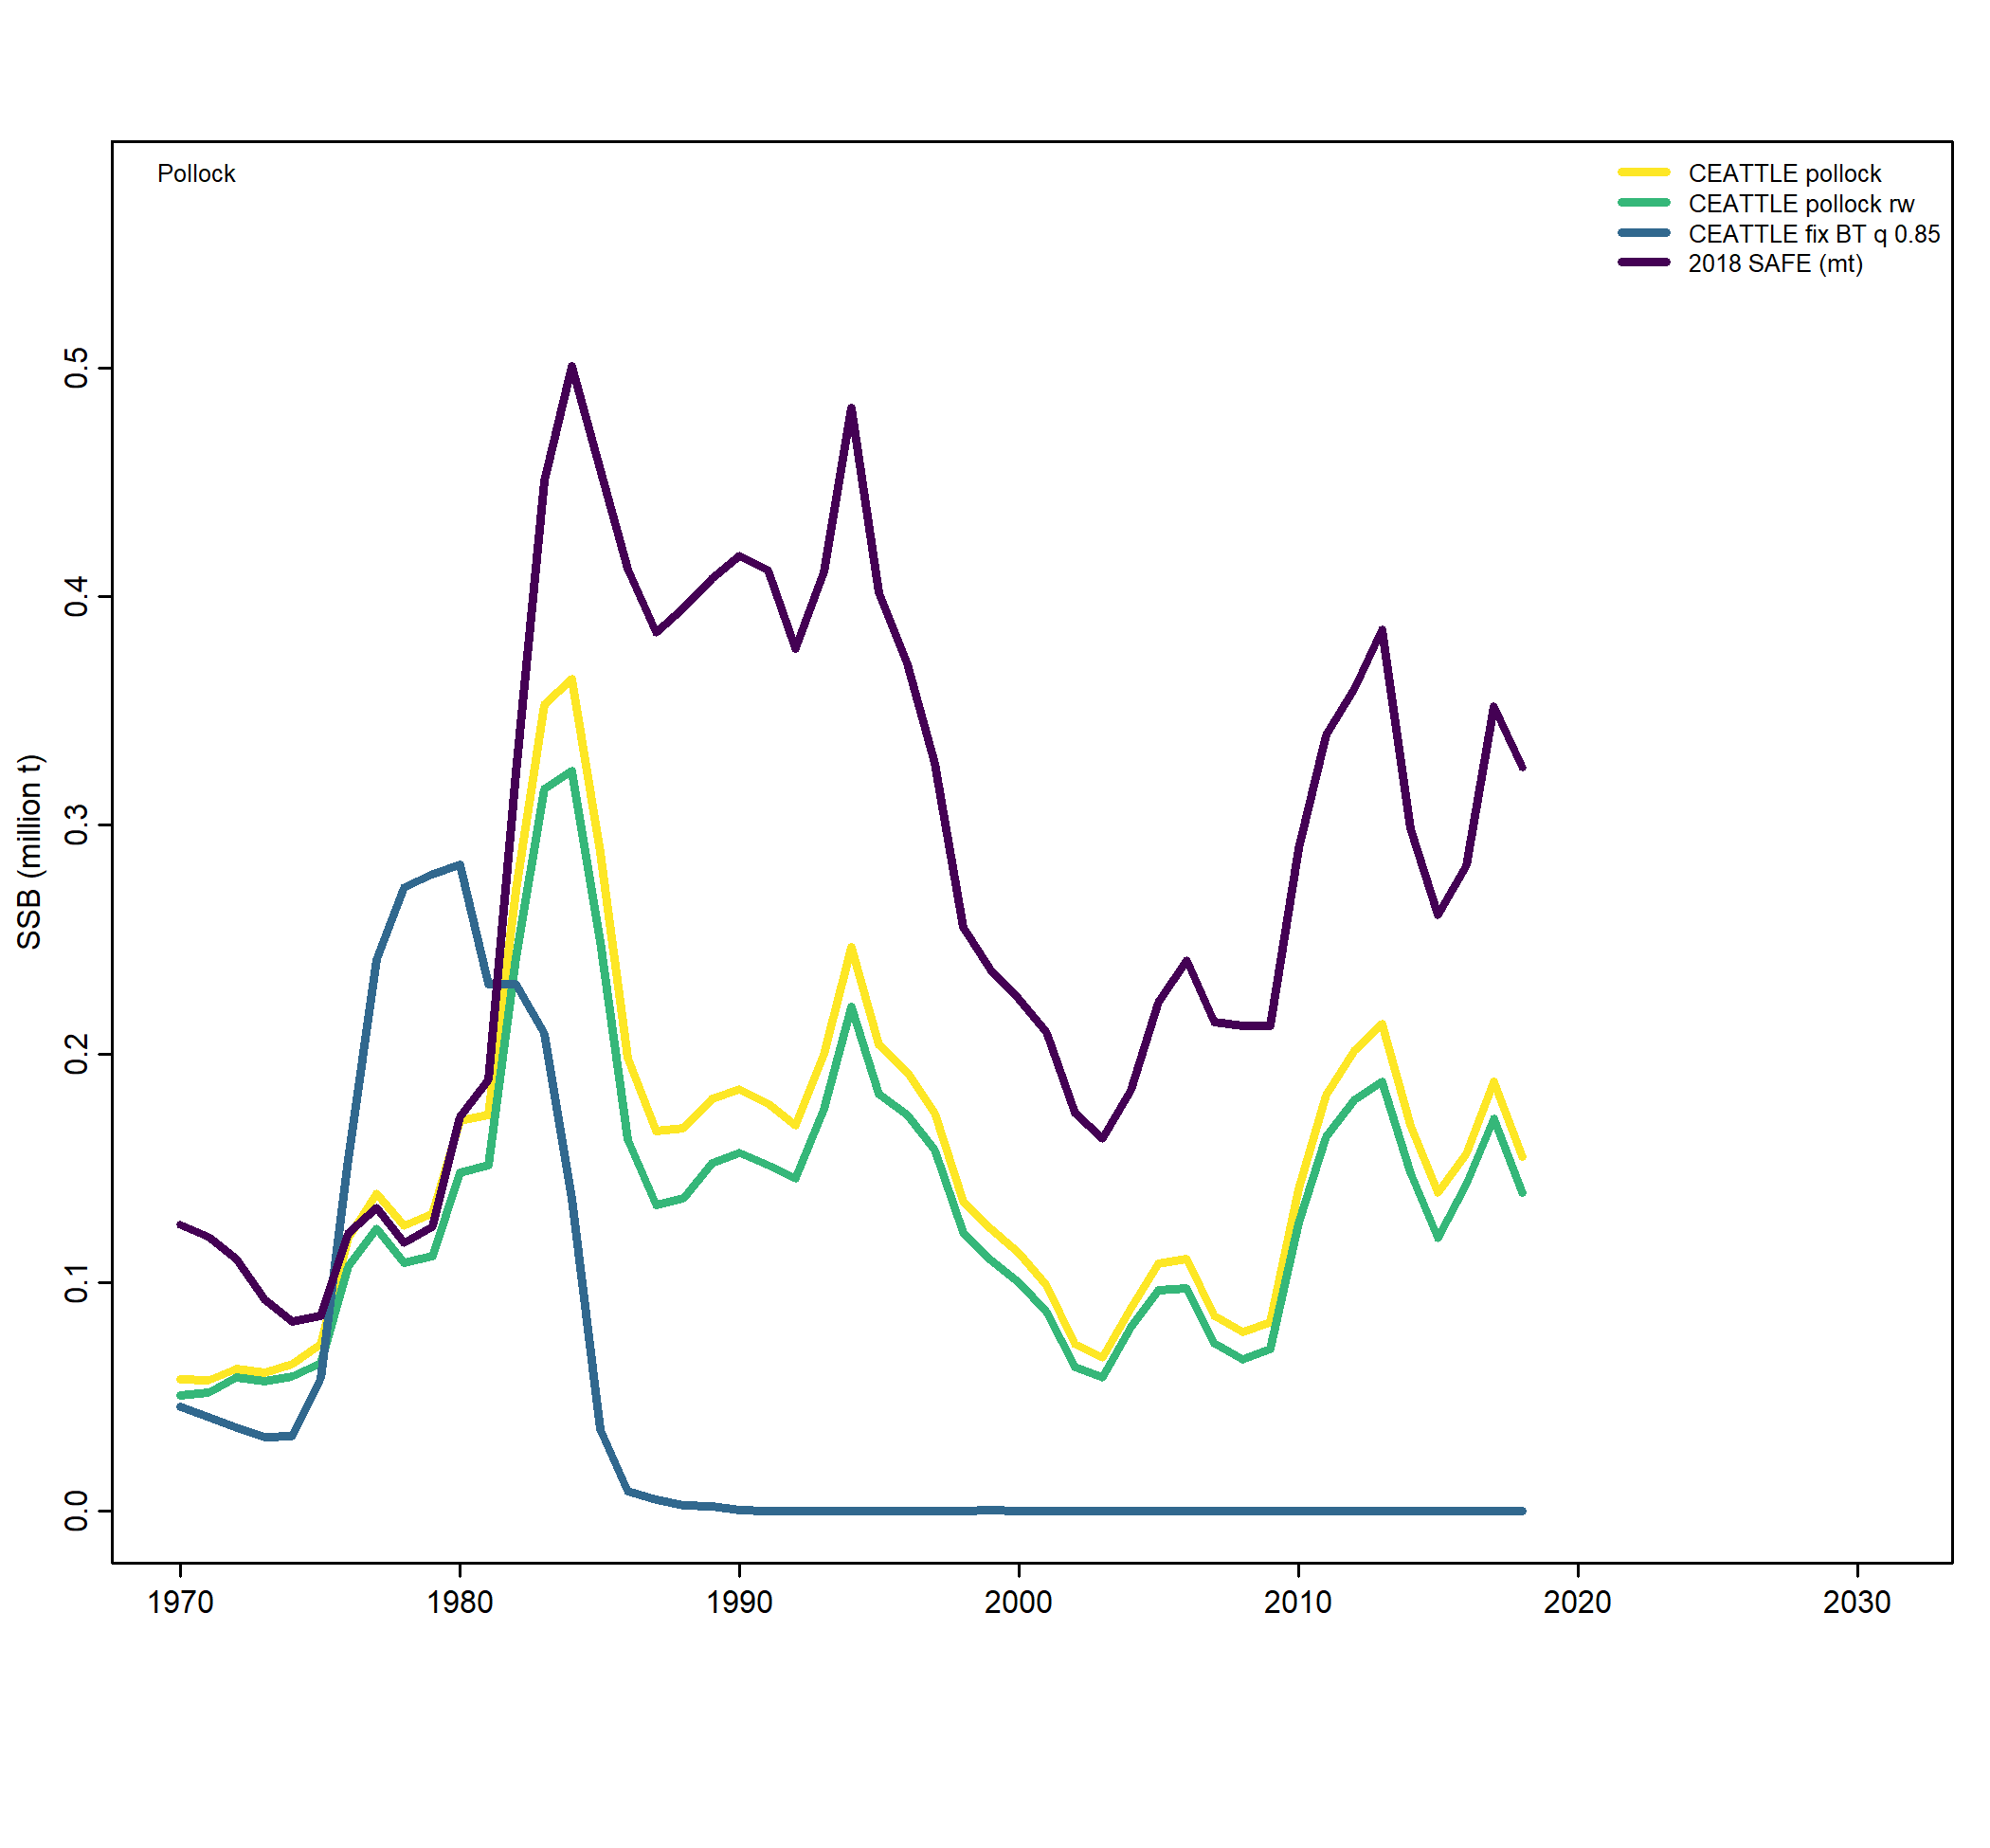 Pollock
CEATTLE pollock
CEATTLE pollock rw
CEATTLE fix BT q 0.85
2018 SAFE (mt)
SSB (million t)
0.5
0.4
0.3
0.2
0.1
0.0
1970 1980 1990 2000 2010 2020 2030